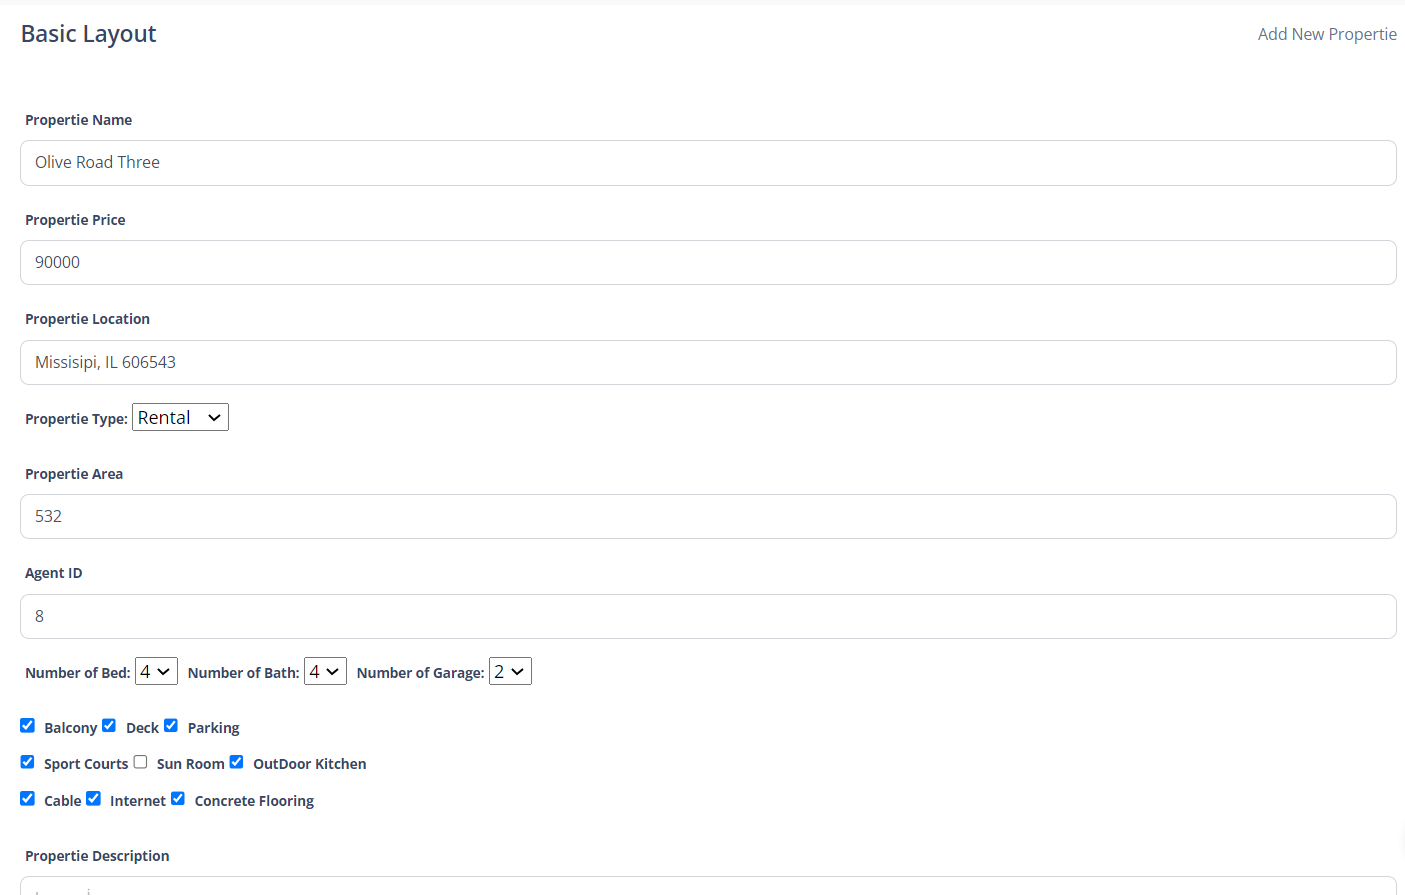 Basic Layout
Add New Propertie
Propertie Name
Olive Road Three
Propertie Price
90000
Propertie Location
Missisipi, IL 606543
Propertie Type: Rental
Propertie Area
532
Agent ID
8
Number of Bed: 4 Number of Bath: 4 Number of Garage: 2
Balcony Deck Parking
Sport Courts Sun Room OutDoor Kitchen
Cable Internet Concrete Flooring
Propertie Description